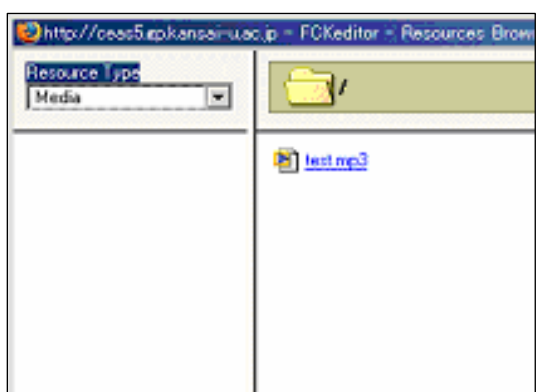 http://ceas5.ep.kansai-u.ac.jp - FCKeditor - Resources Brow
Resource Type
Media
/
test.mp3